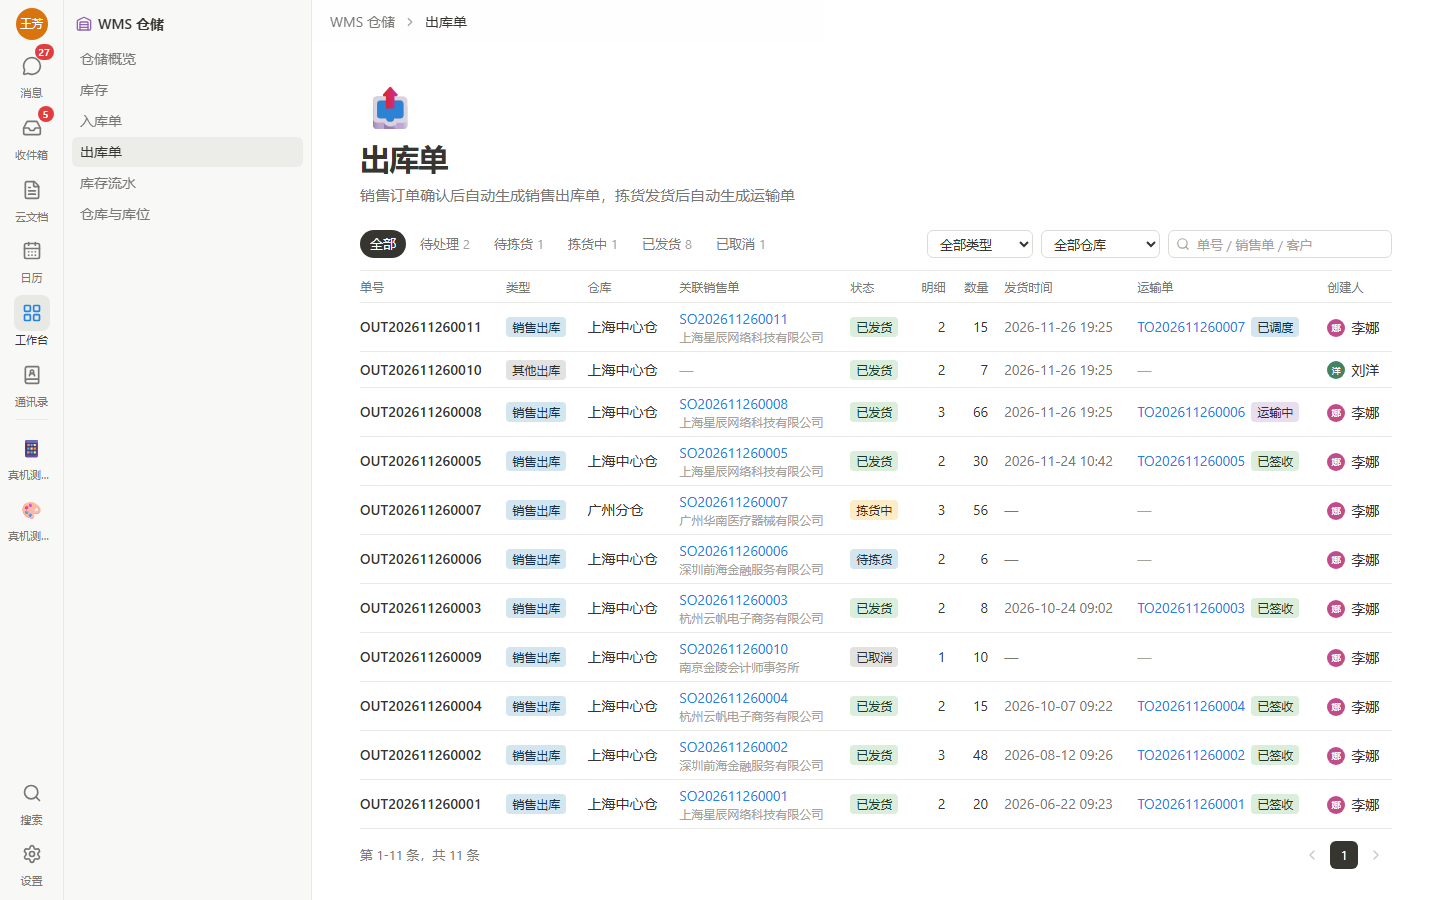 王芳
27
消息
5
收件箱
云文档
日历
工作台
通讯录
真机测...
真机测...
搜索
设置
WMS 仓储
仓储概览
库存
入库单
出库单
库存流水
仓库与库位
WMS 仓储 > 出库单
出库单
销售订单确认后自动生成销售出库单，拣货发货后自动生成运输单
全部 待处理 2 待拣货 1 拣货中 1 已发货 8 已取消 1 全部类型 全部仓库 单号 / 销售单 / 客户
单号 类型 仓库 关联销售单 状态 明细 数量 发货时间 运输单 创建人
OUT202611260011 销售出库 上海中心仓 SO202611260011 已发货 2 15 2026-11-26 19:25 TO202611260007 已调度 娜 李娜
上海星辰网络科技有限公司
OUT202611260010 其他出库 上海中心仓 — 已发货 2 7 2026-11-26 19:25 — 洋 刘洋
OUT202611260008 销售出库 上海中心仓 SO202611260008 已发货 3 66 2026-11-26 19:25 TO202611260006 运输中 娜 李娜
上海星辰网络科技有限公司
OUT202611260005 销售出库 上海中心仓 SO202611260005 已发货 2 30 2026-11-24 10:42 TO202611260005 已签收 娜 李娜
上海星辰网络科技有限公司
OUT202611260007 销售出库 广州分仓 SO202611260007 拣货中 3 56 — — 娜 李娜
广州华南医疗器械有限公司
OUT202611260006 销售出库 上海中心仓 SO202611260006 待拣货 2 6 — — 娜 李娜
深圳前海金融服务有限公司
OUT202611260003 销售出库 上海中心仓 SO202611260003 已发货 2 8 2026-10-24 09:02 TO202611260003 已签收 娜 李娜
杭州云帆电子商务有限公司
OUT202611260009 销售出库 上海中心仓 SO202611260010 已取消 1 10 — — 娜 李娜
南京金陵会计师事务所
OUT202611260004 销售出库 上海中心仓 SO202611260004 已发货 2 15 2026-10-07 09:22 TO202611260004 已签收 娜 李娜
杭州云帆电子商务有限公司
OUT202611260002 销售出库 上海中心仓 SO202611260002 已发货 3 48 2026-08-12 09:26 TO202611260002 已签收 娜 李娜
深圳前海金融服务有限公司
OUT202611260001 销售出库 上海中心仓 SO202611260001 已发货 2 20 2026-06-22 09:23 TO202611260001 已签收 娜 李娜
上海星辰网络科技有限公司
第 1-11 条，共 11 条 1